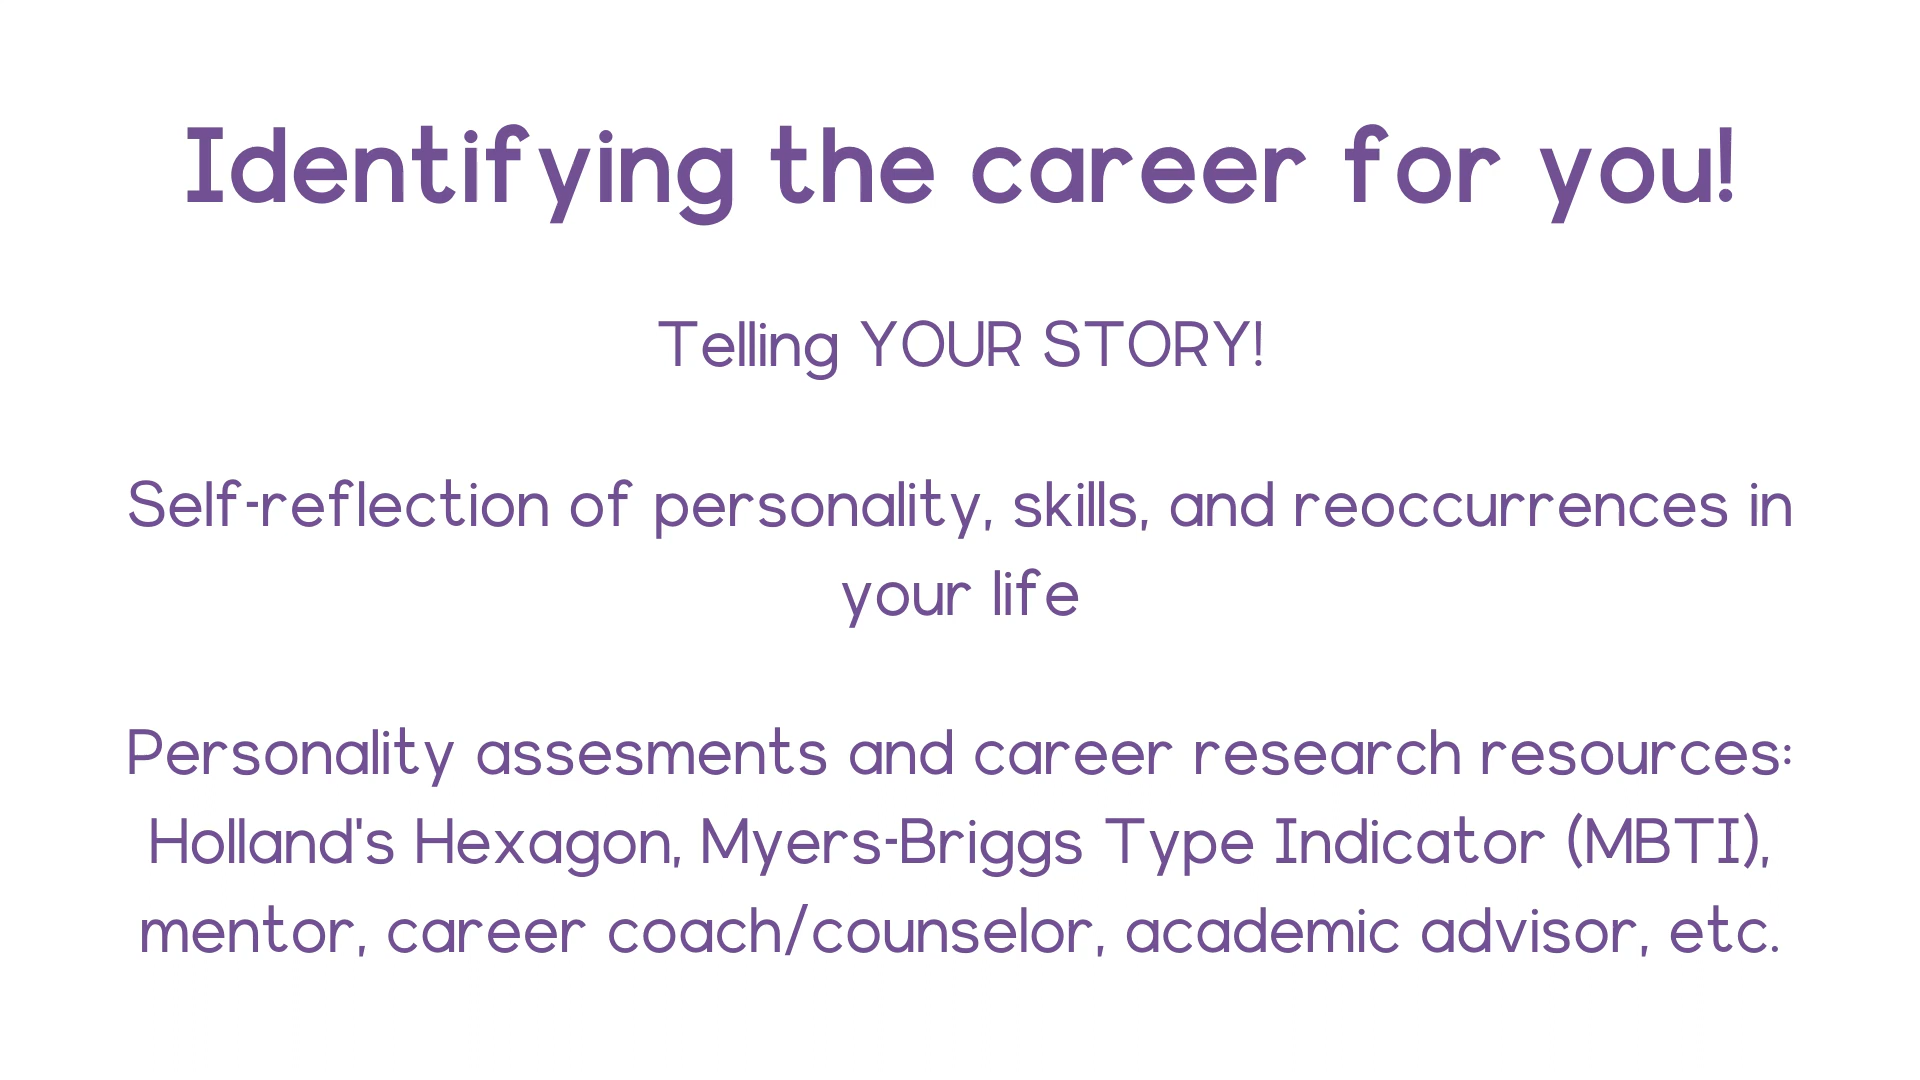 Identifying the career for you!
Telling YOUR STORY!
Self-reflection of personality, skills, and reoccurrences in
your life
Personality assesments and career research resources:
Holland's Hexagon, Myers-Briggs Type Indicator (MBTI),
mentor, career coach/counselor, academic advisor, etc.